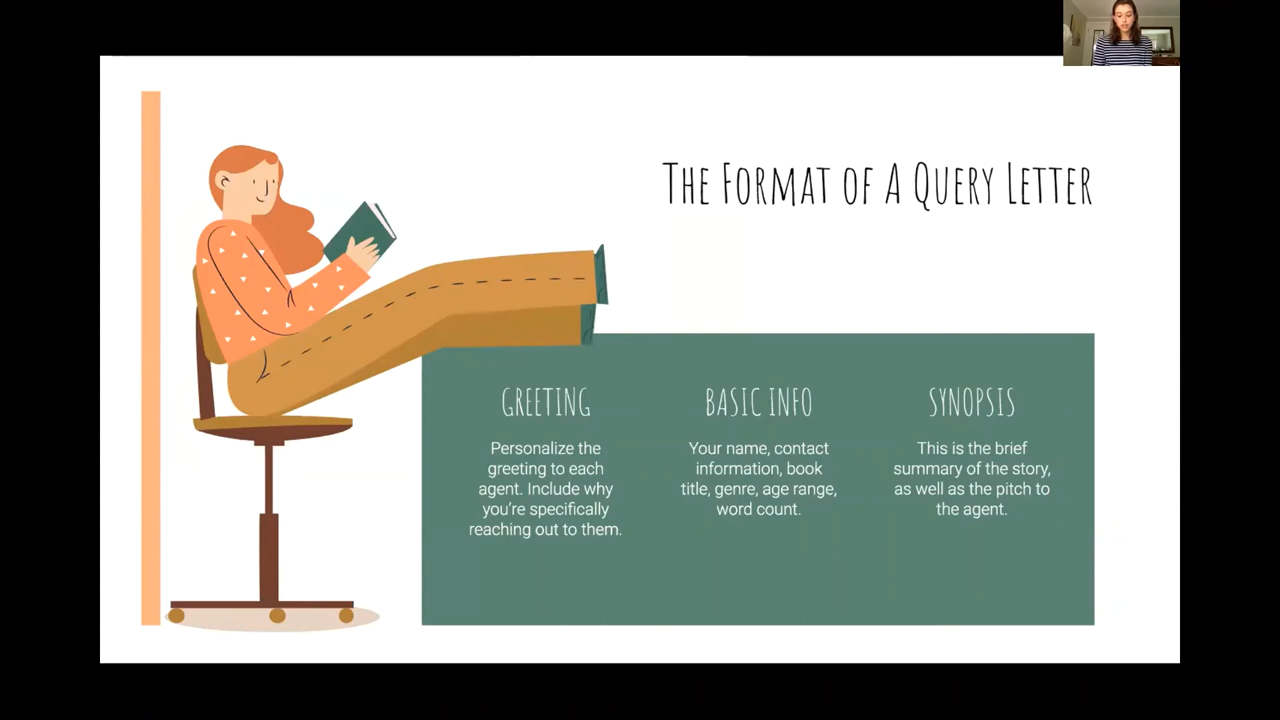 The Format of A Query Letter
GREETING
Personalize the
greeting to each
agent. Include why
you're specifically
reaching out to them.
BASIC INFO
Your name, contact
information, book
title, genre, age range,
word count.
SYNOPSIS
This is the brief
summary of the story,
as well as the pitch to
the agent.